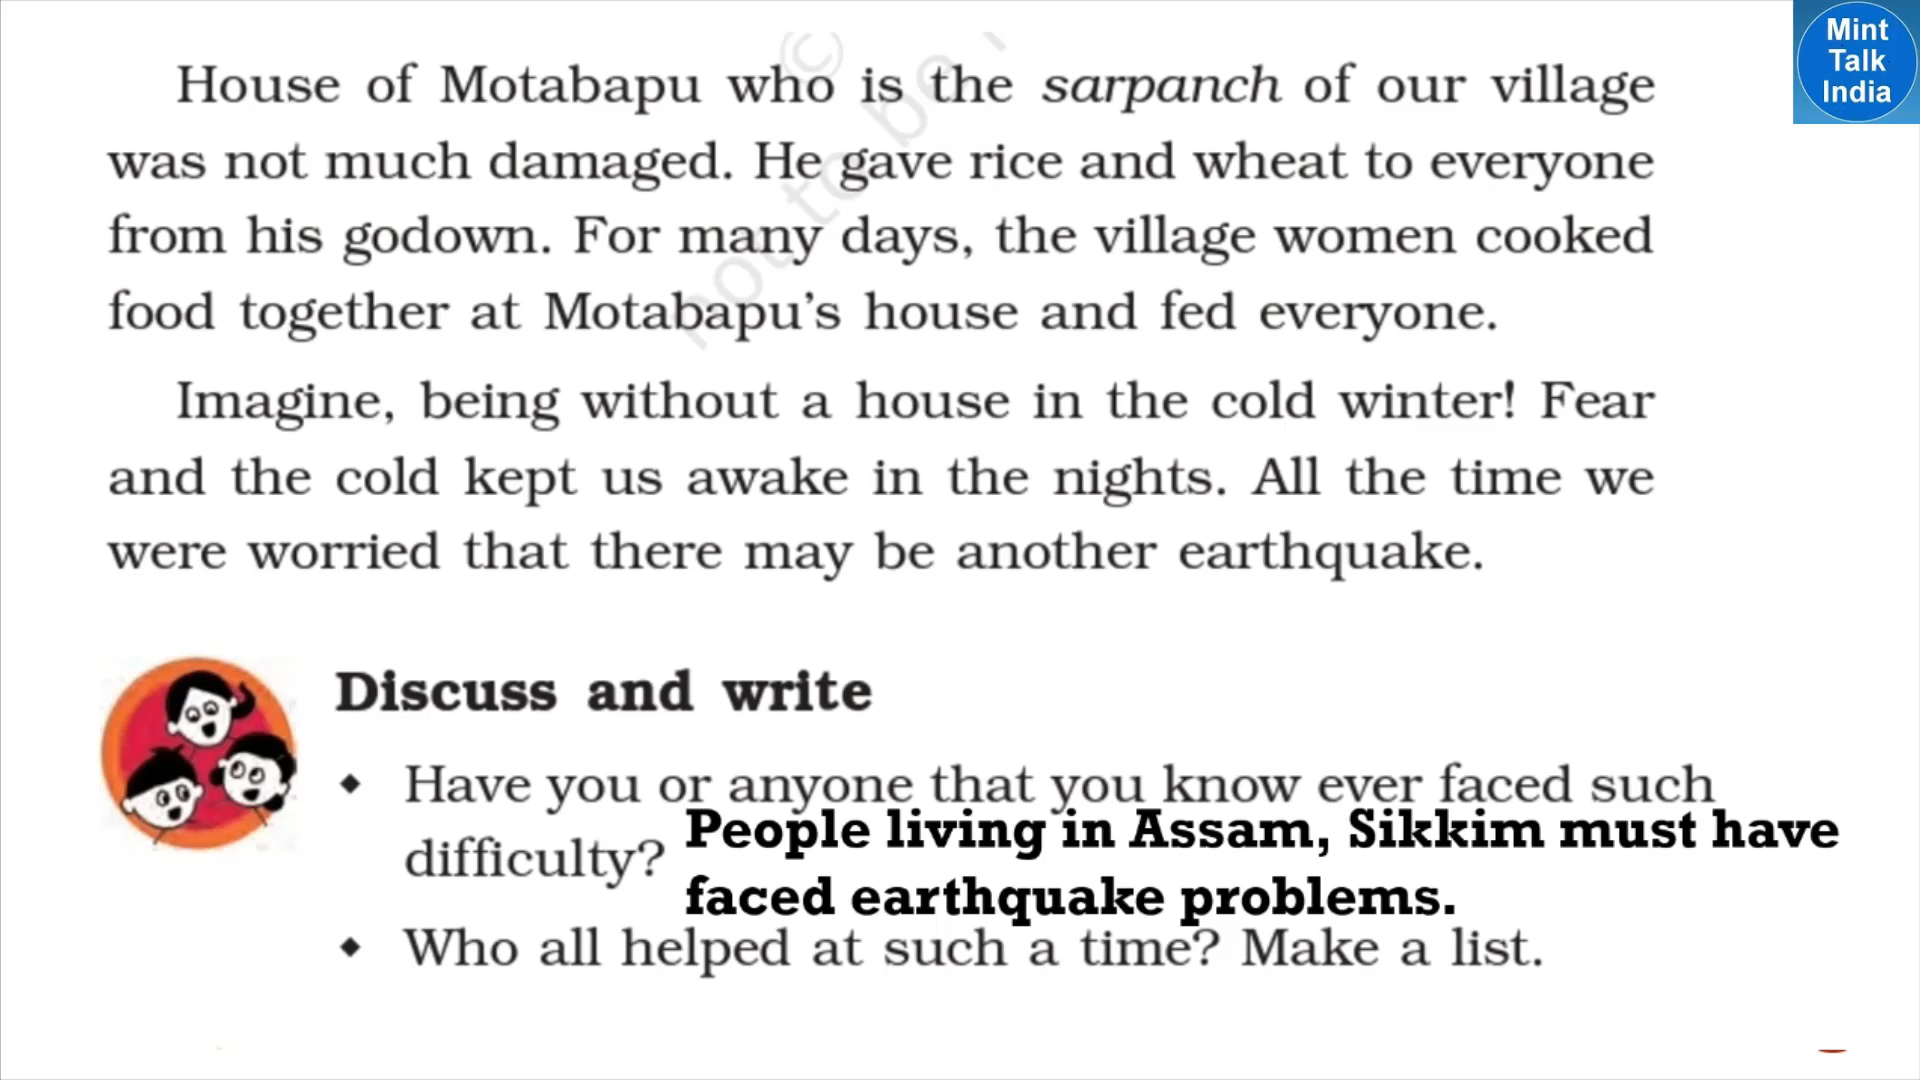 Mint
Talk
India
House of Motabapu who is the sarpanch of our village
was not much damaged. He gave rice and wheat to everyone
from his godown. For many days, the village women cooked
food together at Motabapu's house and fed everyone.
Imagine, being without a house in the cold winter! Fear
and the cold kept us awake in the nights. All the time we
were worried that there may be another earthquake.
Discuss and write
◆ Have you or anyone that you know ever faced such
difficulty?
People living in Assam, Sikkim must have
faced earthquake problems.
◆ Who all helped at such a time? Make a list.
© not to be